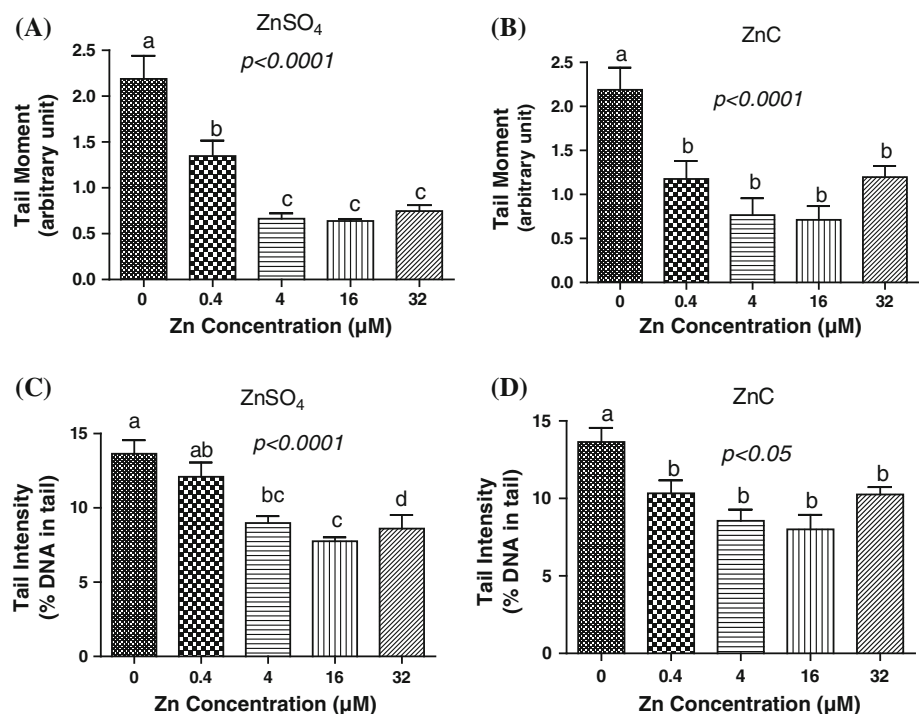 (A)
ZnSO₄
p<0.0001
Tail Moment
(arbitrary unit)
2.5
2.0
1.5
1.0
0.5
0.0
a
b
c
c
c
0 0.4 4 16 32
Zn Concentration (µM)
(B)
ZnC
p<0.0001
Tail Moment
(arbitrary unit)
2.5
2.0
1.5
1.0
0.5
0.0
a
b
b
b
b
0 0.4 4 16 32
Zn Concentration (µM)
(C)
ZnSO₄
p<0.0001
Tail Intensity
(% DNA in tail)
15
10
5
0
a
ab
bc
c
d
0 0.4 4 16 32
Zn Concentration (µM)
(D)
ZnC
p<0.05
Tail Intensity
(% DNA in tail)
15
10
5
0
a
b
b
b
b
0 0.4 4 16 32
Zn Concentration (µM)